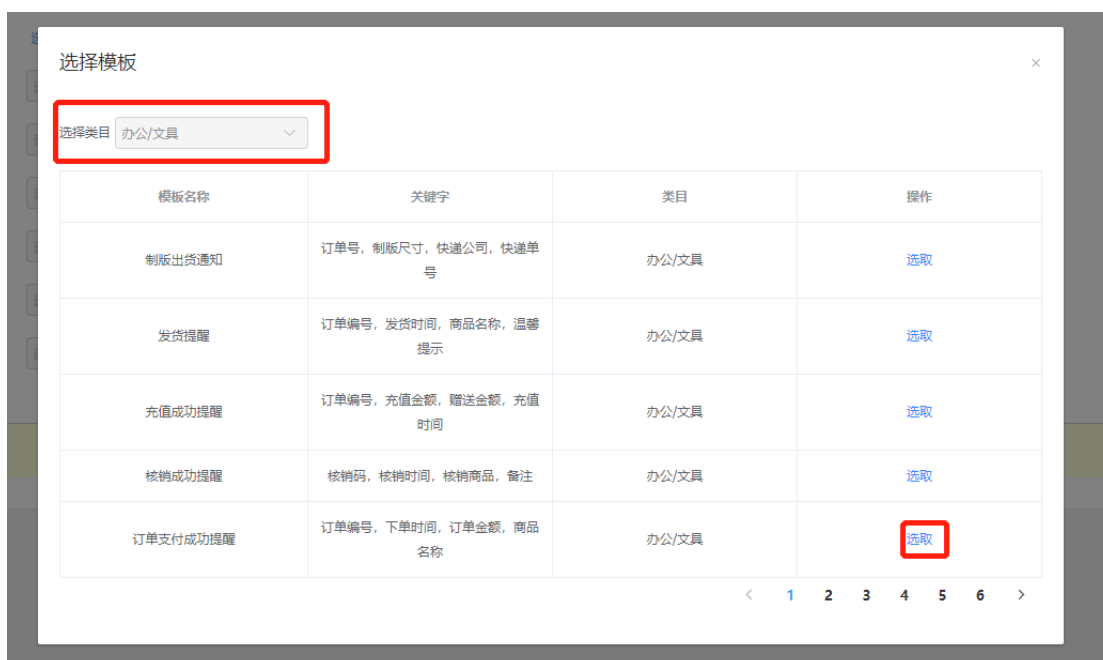 选择模板
×
选择类目 办公/文具
模板名称 关键字 类目 操作
制版出货通知 订单号，制版尺寸，快递公司，快递单号 办公/文具 选取
发货提醒 订单编号，发货时间，商品名称，温馨提示 办公/文具 选取
充值成功提醒 订单编号，充值金额，赠送金额，充值时间 办公/文具 选取
核销成功提醒 核销码，核销时间，核销商品，备注 办公/文具 选取
订单支付成功提醒 订单编号，下单时间，订单金额，商品名称 办公/文具 选取
< 1 2 3 4 5 6 >